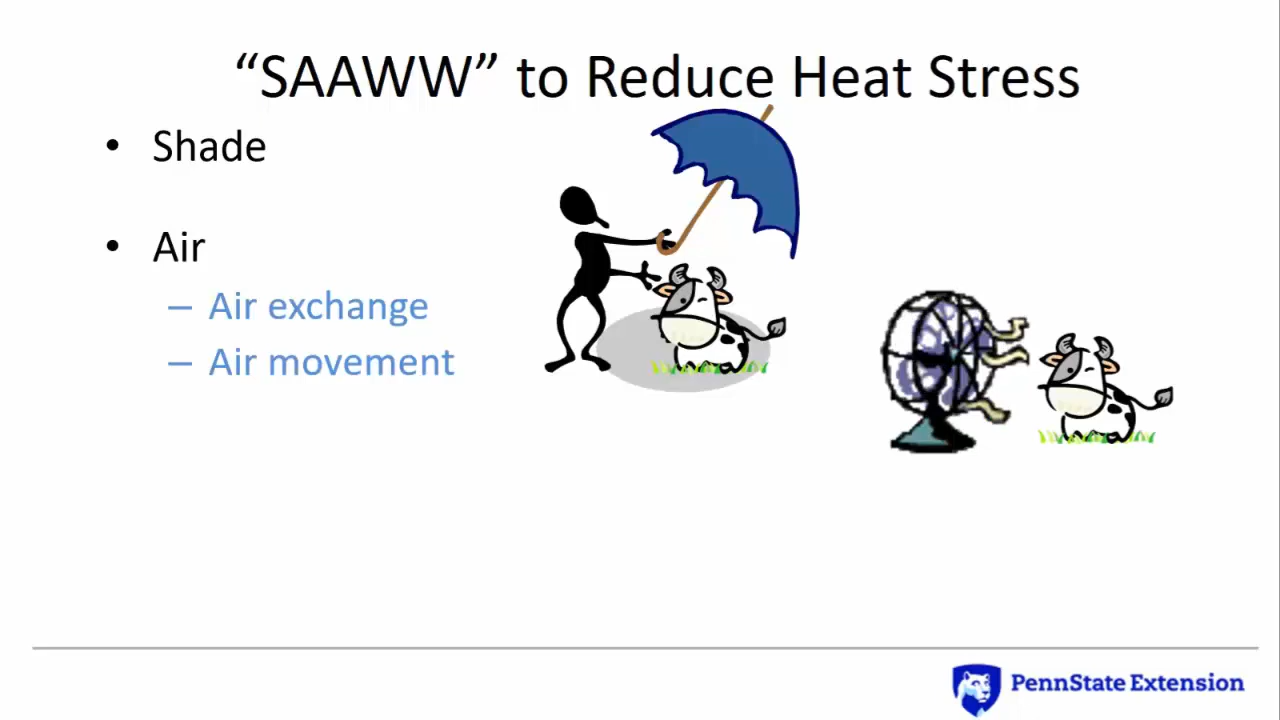 “SAAWW” to Reduce Heat Stress
• Shade
• Air
– Air exchange
– Air movement
PennState Extension